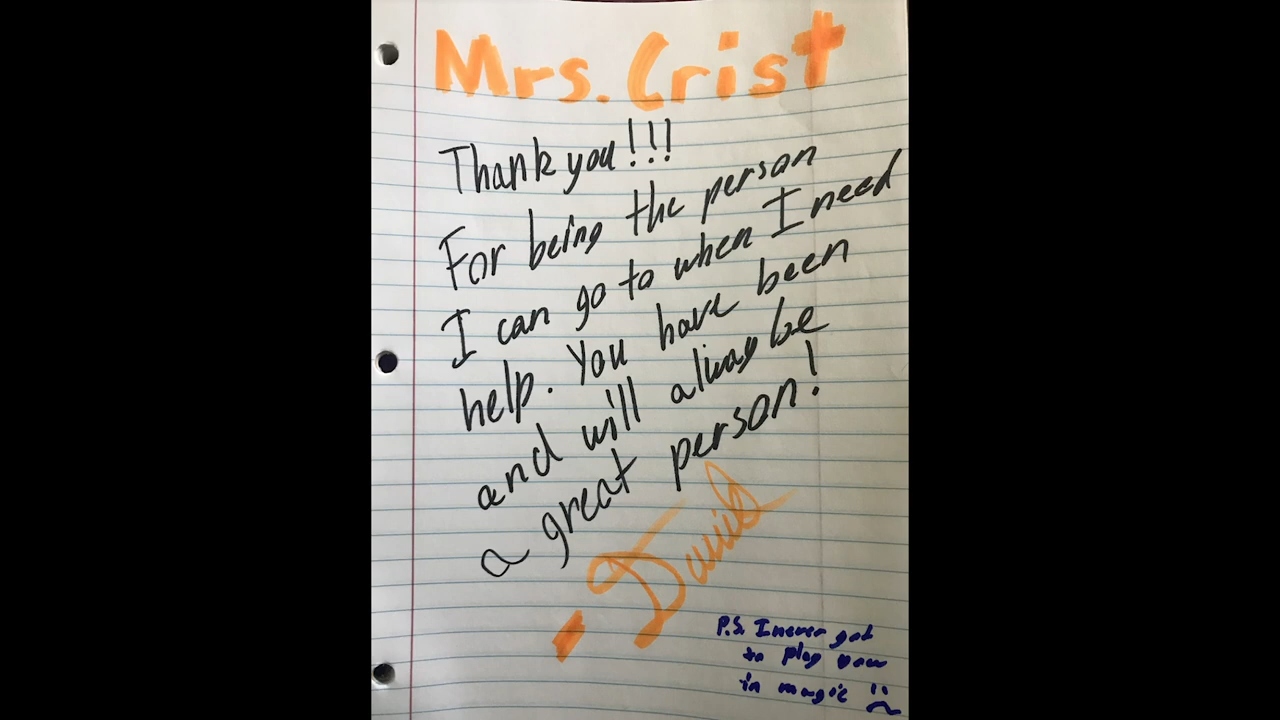 Mrs. Crist
Thank you!!!
For being the person
I can go to when I need
help. You have been
and will alway be
a great person!
- David
P.S. I never got
to play you
in magic :(